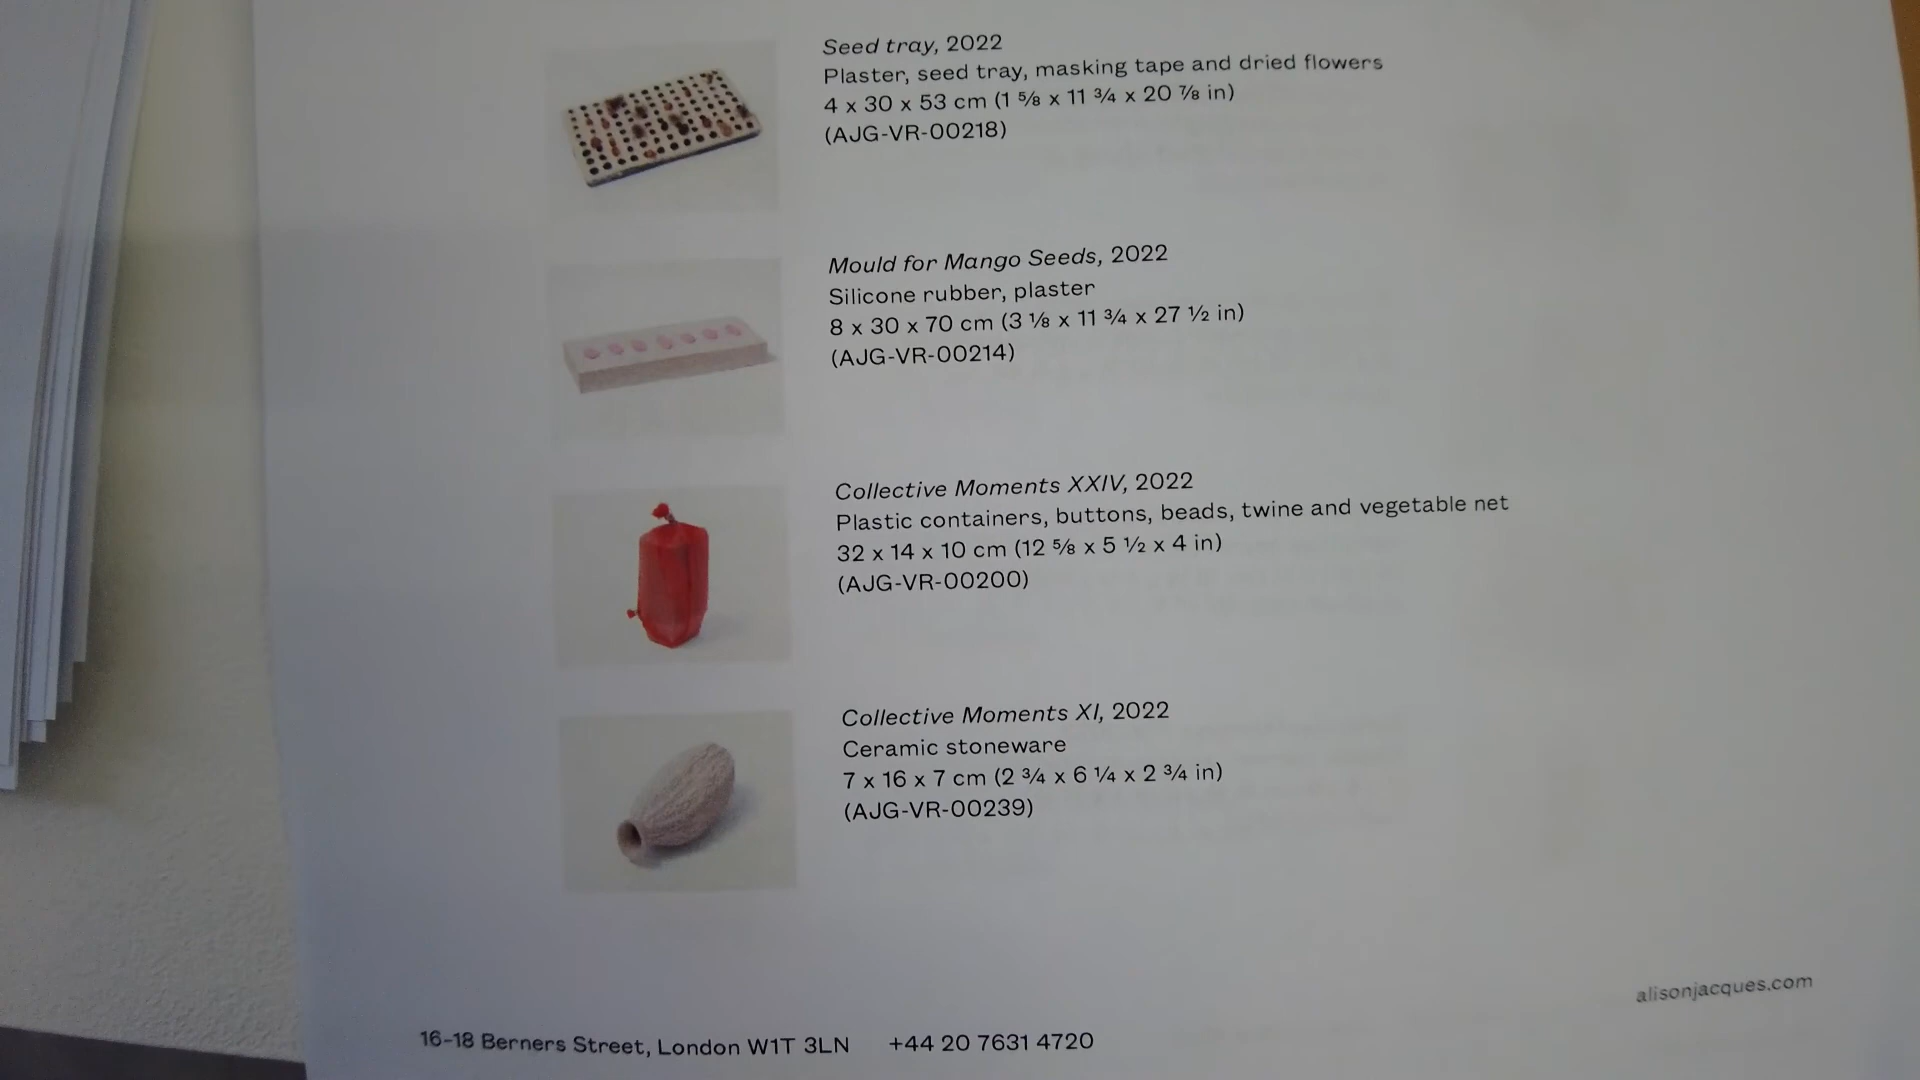 Seed tray, 2022
Plaster, seed tray, masking tape and dried flowers
4 x 30 x 53 cm (1 ⅝ x 11 ¾ x 20 ⅞ in)
(AJG-VR-00218)
Mould for Mango Seeds, 2022
Silicone rubber, plaster
8 x 30 x 70 cm (3 ⅛ x 11 ¾ x 27 ½ in)
(AJG-VR-00214)
Collective Moments XXIV, 2022
Plastic containers, buttons, beads, twine and vegetable net
32 x 14 x 10 cm (12 ⅝ x 5 ½ x 4 in)
(AJG-VR-00200)
Collective Moments XI, 2022
Ceramic stoneware
7 x 16 x 7 cm (2 ¾ x 6 ¼ x 2 ¾ in)
(AJG-VR-00239)
alisonjacques.com
16-18 Berners Street, London W1T 3LN +44 20 7631 4720